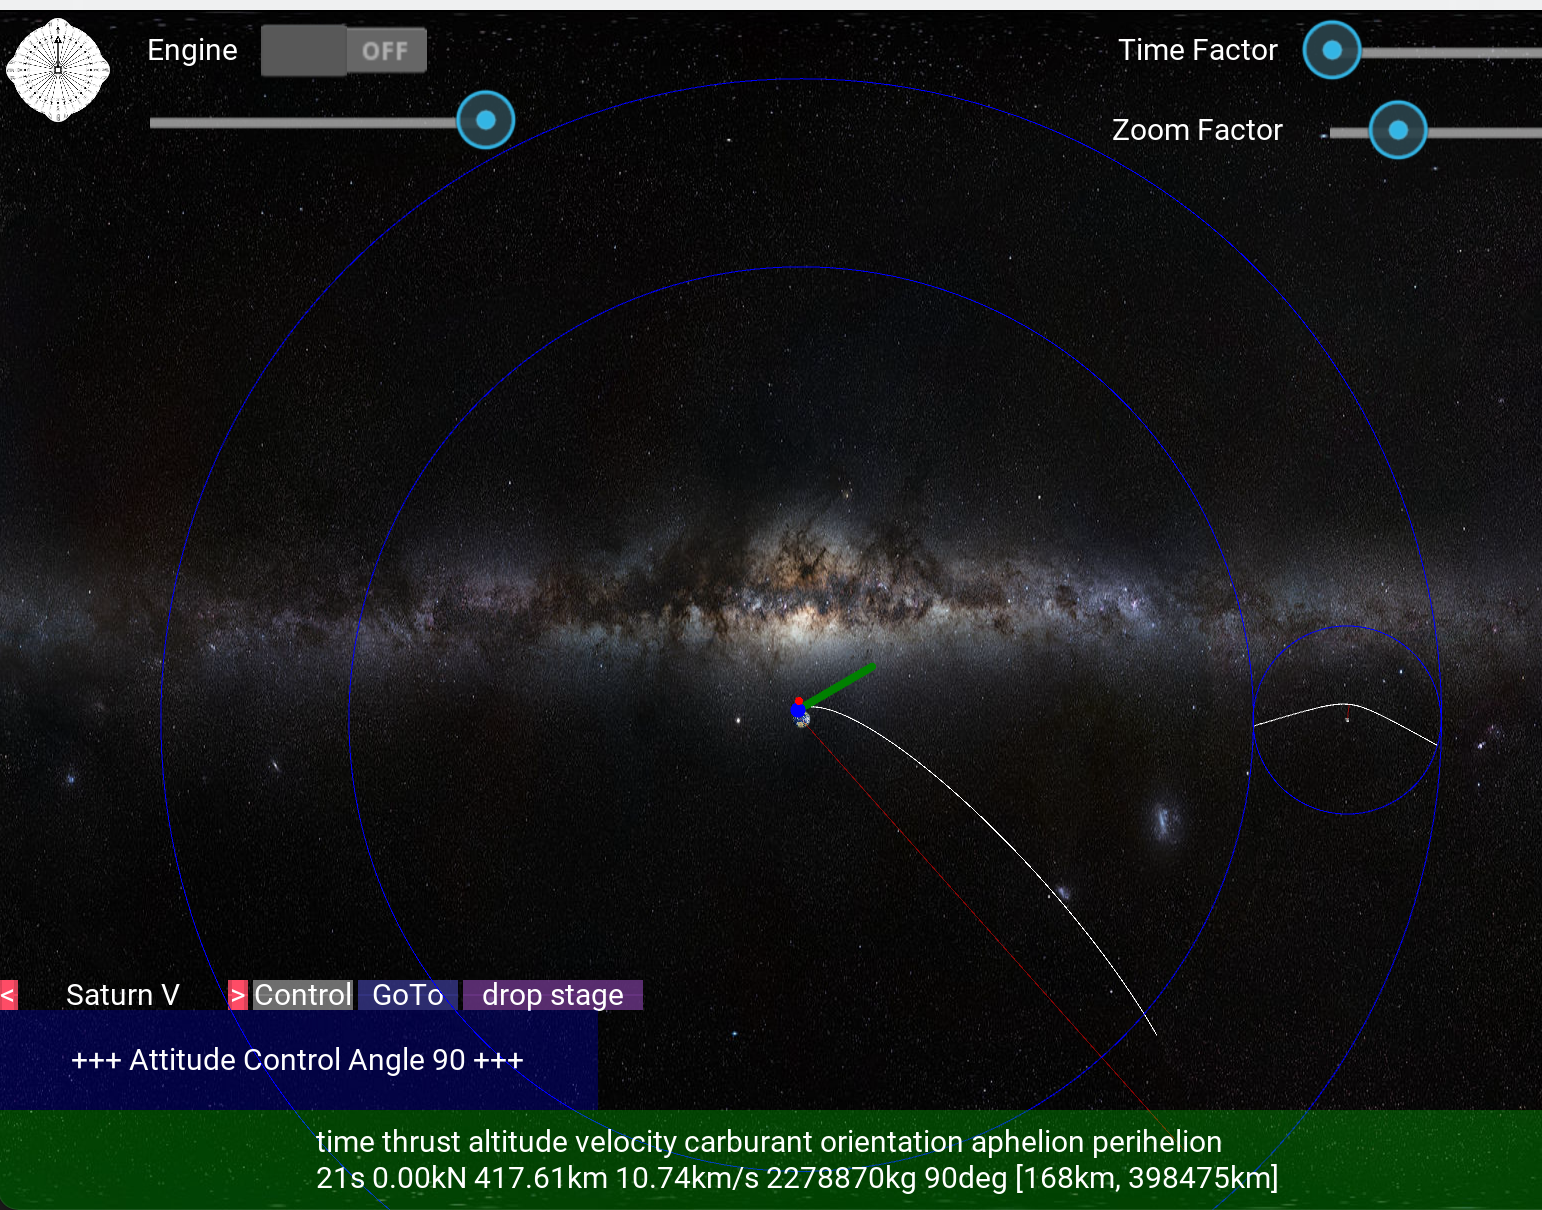 Engine OFF
Time Factor
Zoom Factor
< Saturn V > Control GoTo drop stage
+++ Attitude Control Angle 90 +++
time thrust altitude velocity carburant orientation aphelion perihelion
21s 0.00kN 417.61km 10.74km/s 2278870kg 90deg [168km, 398475km]